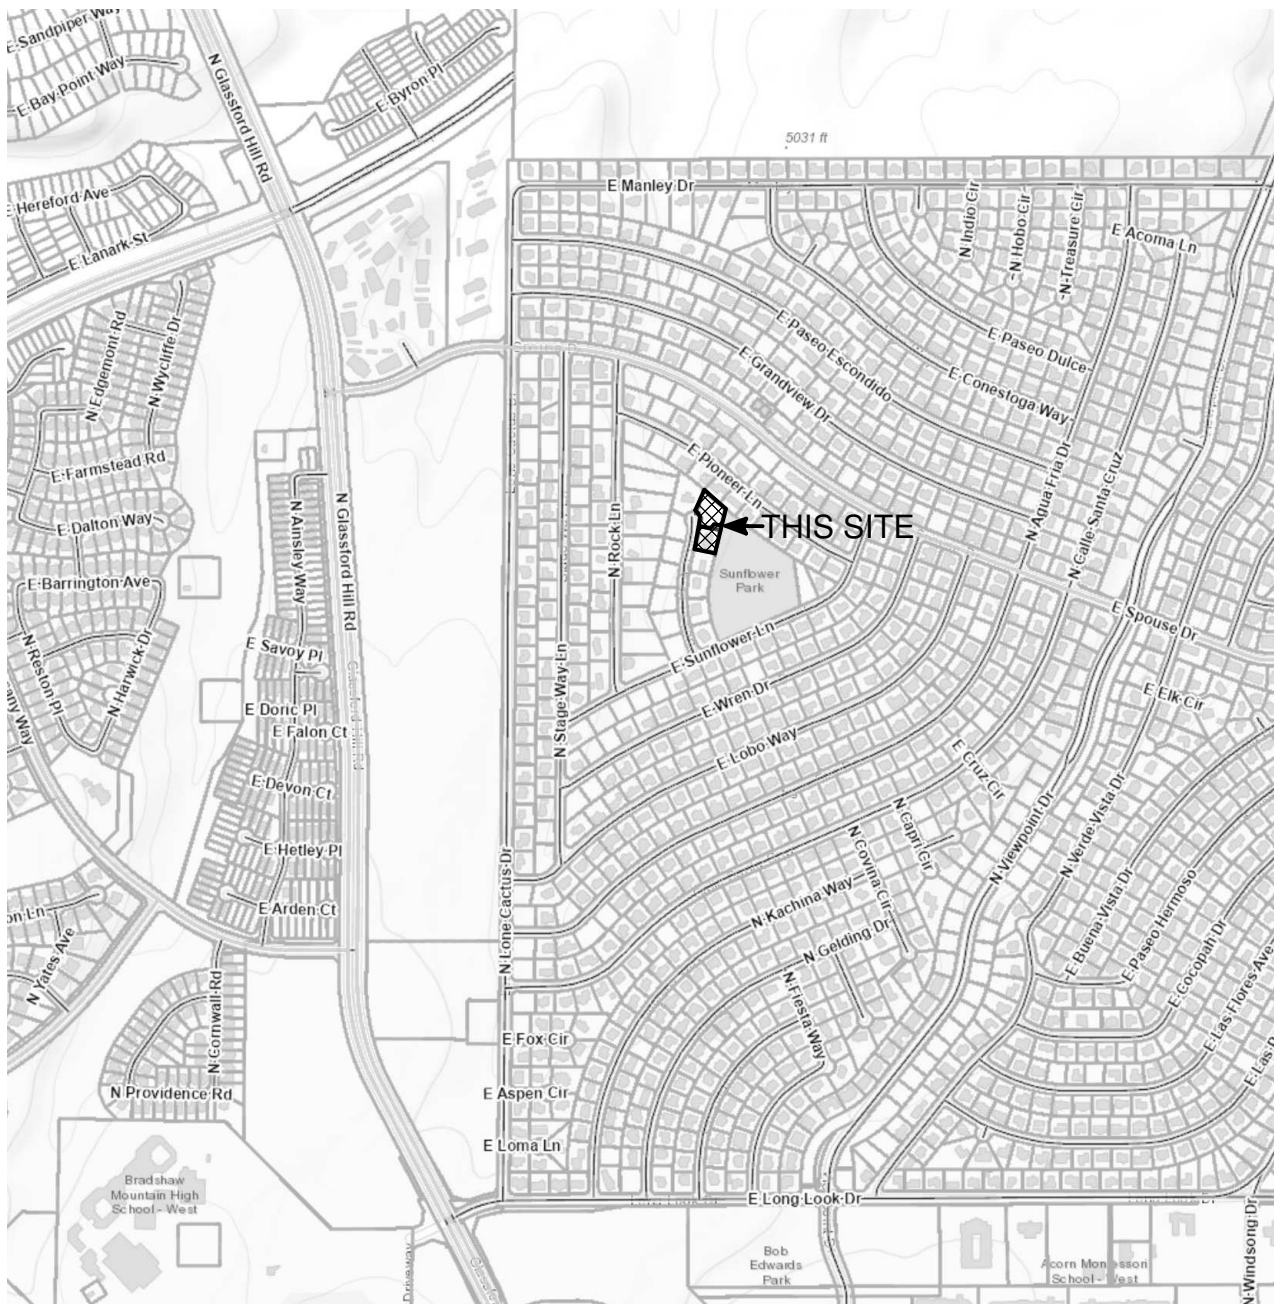 E Sandpiper Way
E Bay Point Way
N Glassford Hill Rd
E Byron Pl
5031 ft
E Manley Dr
E Hereford Ave
E Lanark St
N Indio Cir
N Hobo Cir
N Treasure Cir
E Acoma Ln
N Edgemont Rd
N Wycliffe Dr
E Paseo Escondido
E Paseo Dulce
E Grandview Dr
E Conestoga Way
E Farmstead Rd
E Pioneer Ln
N Agua Fria Dr
N Calle Santa Cruz
E Dalton Way
N Ainsley Way
N Glassford Hill Rd
N Rock Ln
THIS SITE
E Barrington Ave
Sunflower
Park
E Spouse Dr
N Reston Pl
N Harwick Dr
E Savoy Pl
E Sunflower Ln
E Elk Cir
E Doric Pl
E Falon Ct
N Stage Way Ln
E Wren Dr
E Lobo Way
E Cruz Cir
E Devon Ct
N Viewpoint Dr
N Verde Vista Dr
E Hetley Pl
N Capri Cir
N Covina Cir
E Arden Ct
N Lone Cactus Dr
N Kachina Way
N Gelding Dr
E Buena Vista Dr
E Paseo Hermoso
E Cocopah Dr
E Las Flores Ave
N Yates Ave
N Cornwall Rd
N Fiesta Way
E Fox Cir
N Providence Rd
E Aspen Cir
E Loma Ln
Bradshaw
Mountain High
School - West
E Long Look Dr
Bob
Edwards
Park
Acorn Montessori
School - West
N Windsong Dr
Driveway